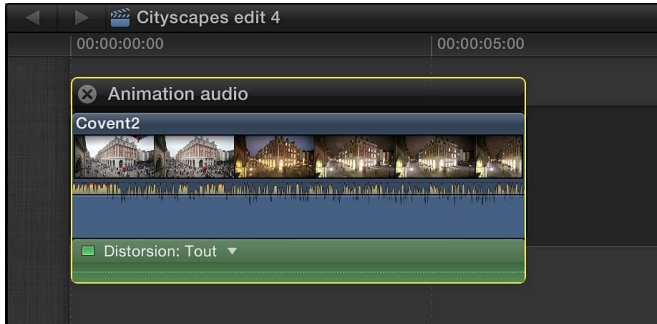 Cityscapes edit 4
00:00:00:00 00:00:05:00
Animation audio
Covent2
Distorsion: Tout